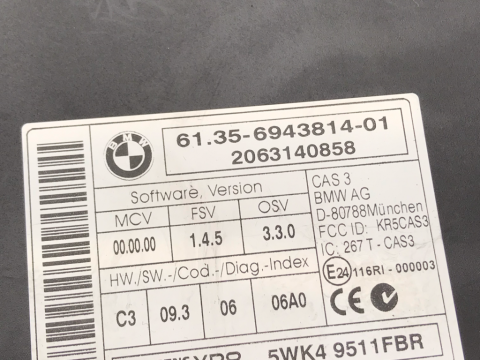 BMW
61.35-6943814-01
2063140858
Software, Version
MCV FSV OSV
00.00.00 1.4.5 3.3.0
HW./SW.-/Cod.-/Diag.-Index
C3 09.3 06 06A0
CAS 3
BMW AG
D-80788München
FCC ID: KR5CAS3
IC: 267T-CAS3
E24 116RI-000003
CE
5WK4 9511FBR